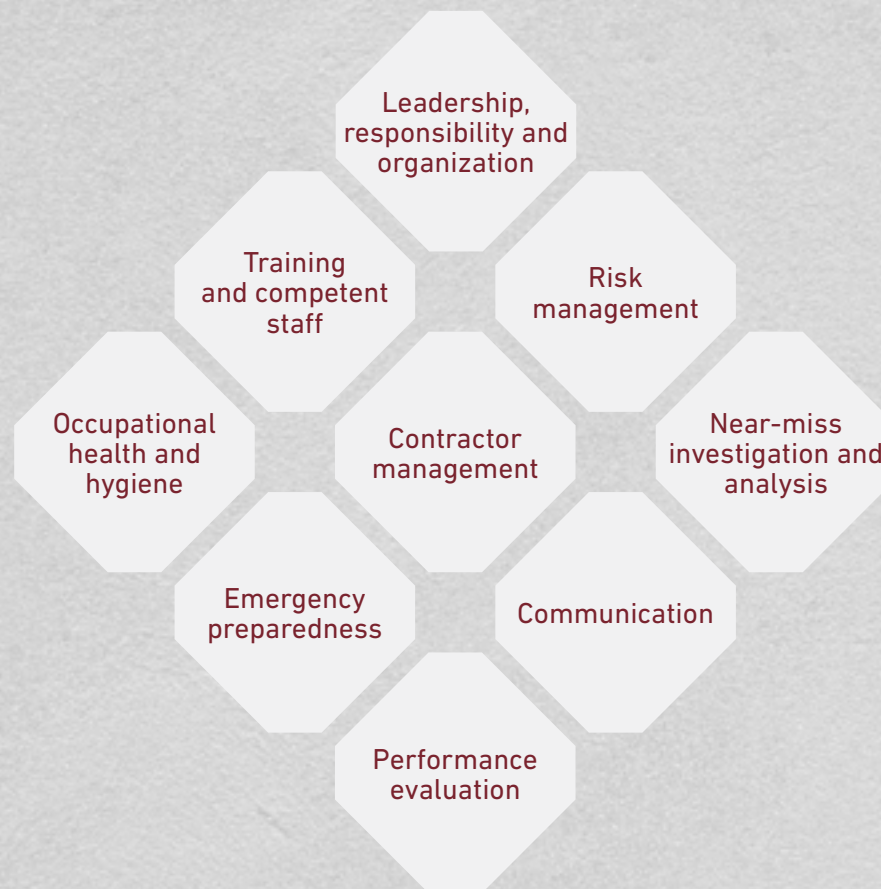 Leadership,
responsibility and
organization
Training
and competent
staff
Risk
management
Occupational
health and
hygiene
Contractor
management
Near-miss
investigation and
analysis
Emergency
preparedness
Communication
Performance
evaluation